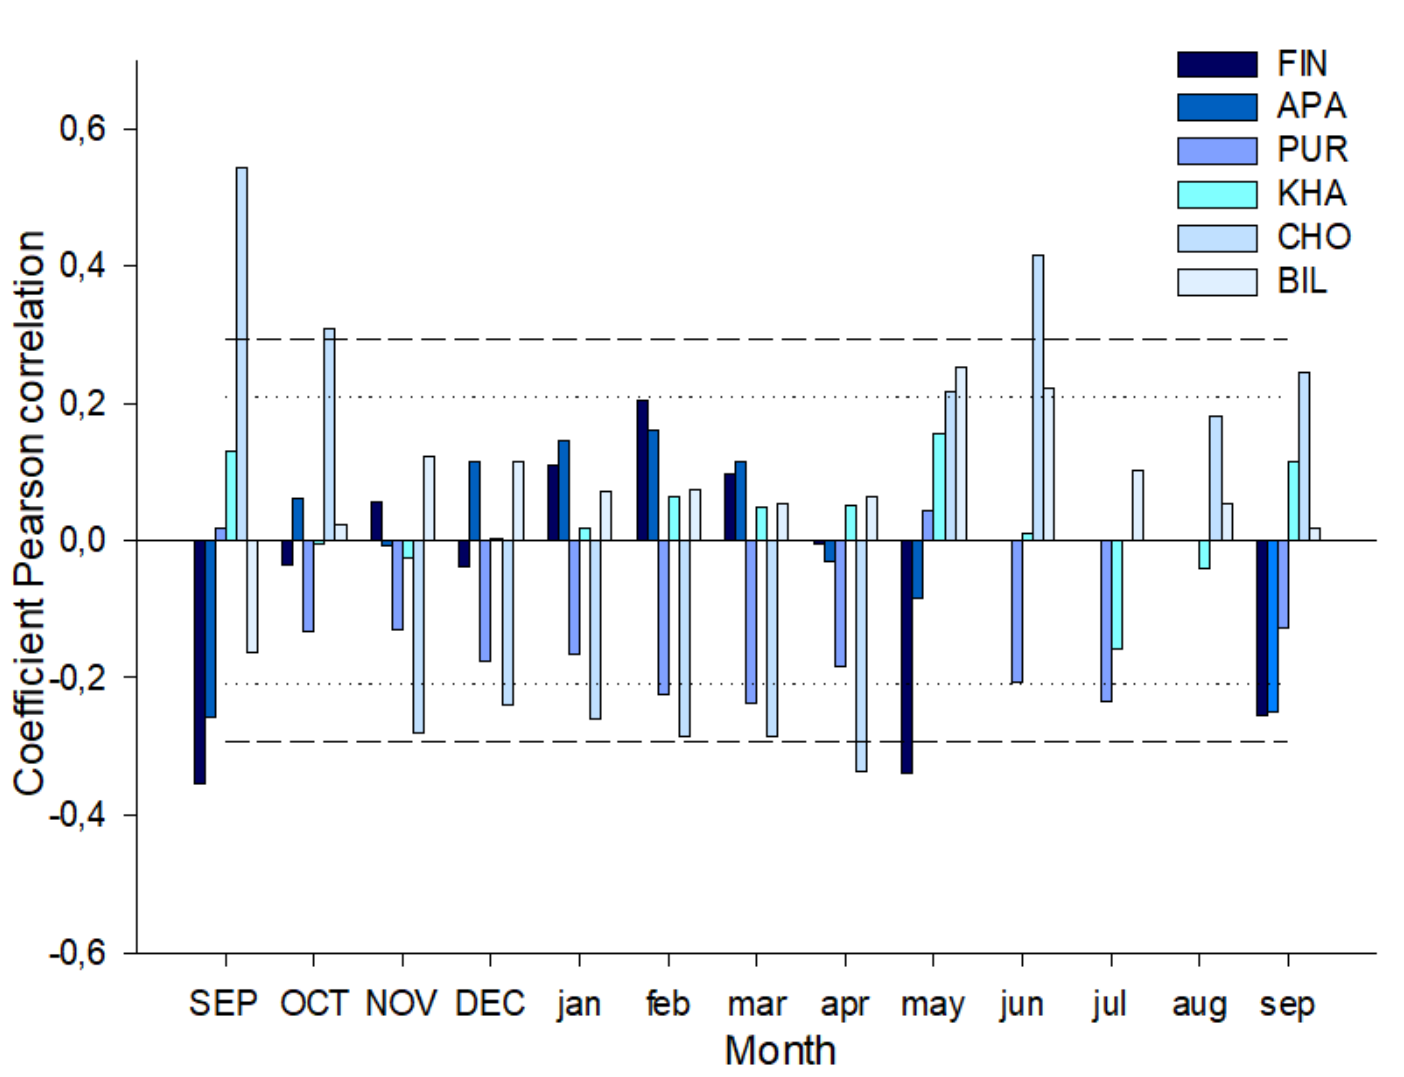 FIN
APA
PUR
KHA
CHO
BIL
Coefficient Pearson correlation
0,6
0,4
0,2
0,0
-0,2
-0,4
-0,6
SEP OCT NOV DEC jan feb mar apr may jun jul aug sep
Month